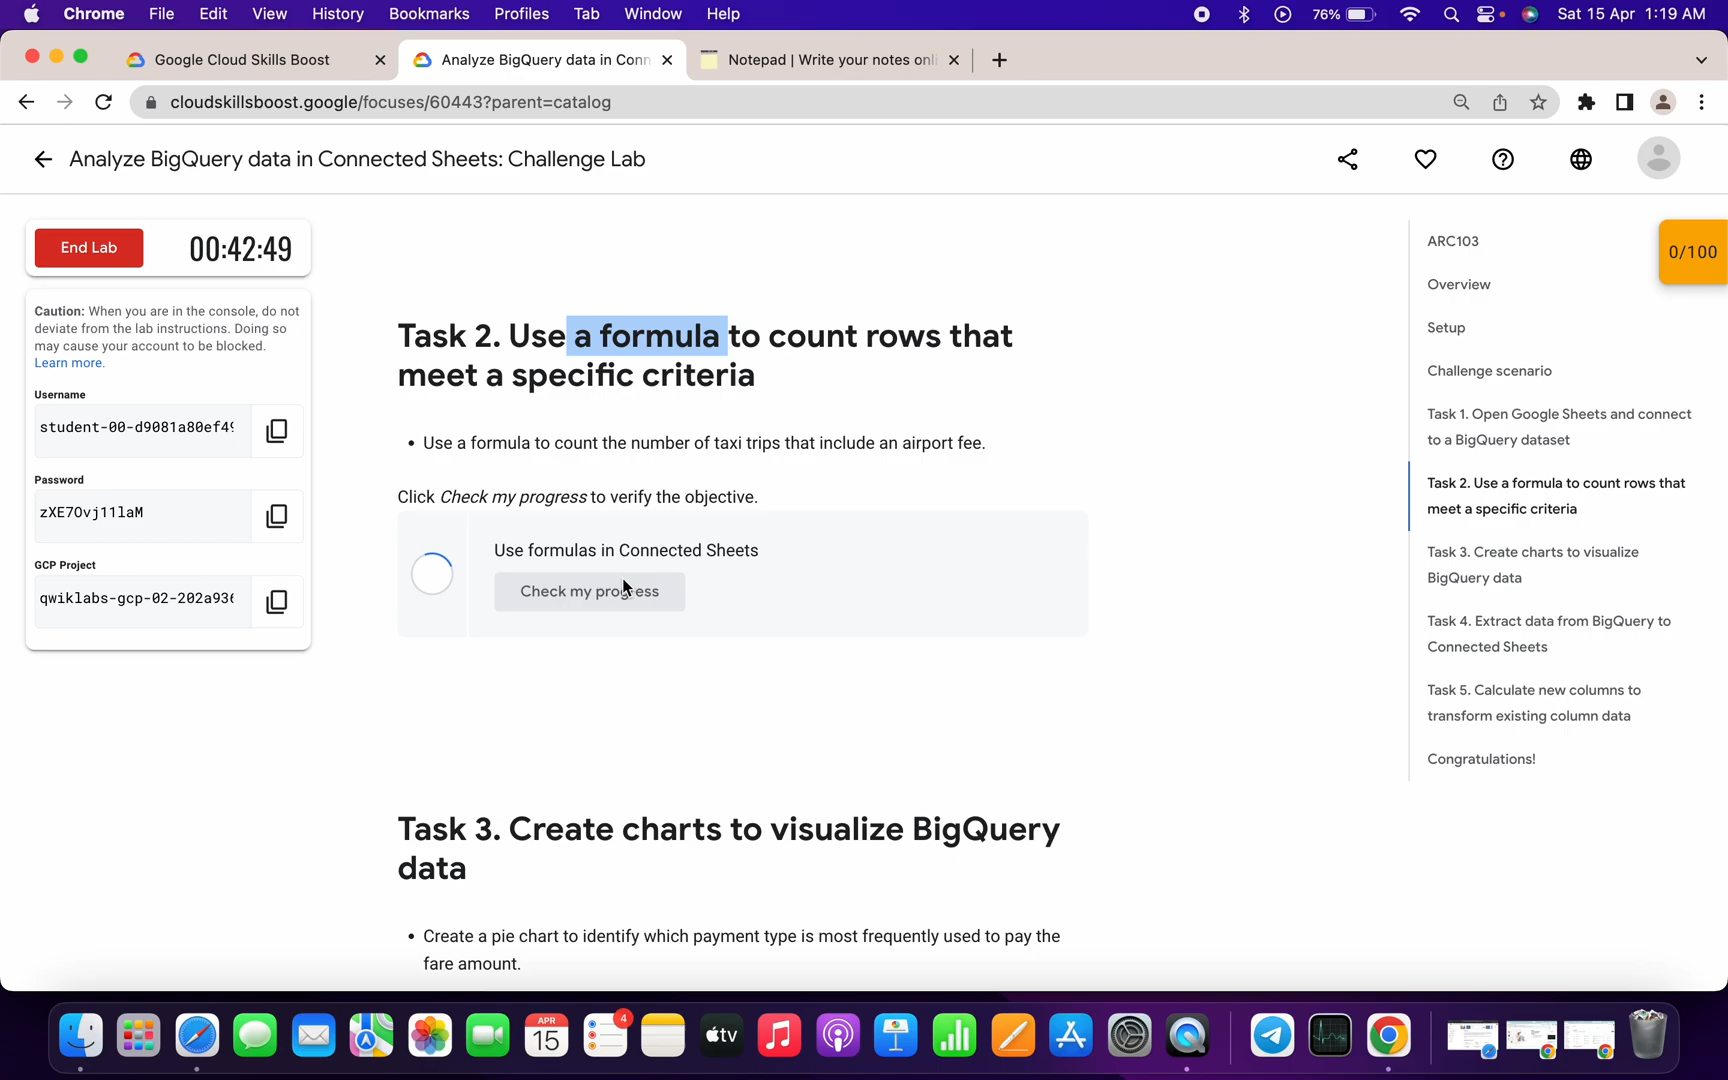 Chrome File Edit View History Bookmarks Profiles Tab Window Help 76% Sat 15 Apr 1:19 AM
Google Cloud Skills Boost Analyze BigQuery data in Conn Notepad | Write your notes onli
cloudskillsboost.google/focuses/60443?parent=catalog
Analyze BigQuery data in Connected Sheets: Challenge Lab
End Lab 00:42:49
Caution: When you are in the console, do not
deviate from the lab instructions. Doing so
may cause your account to be blocked.
Learn more.
Username
student-00-d9081a80ef49
Password
zXE7Ovj11laM
GCP Project
qwiklabs-gcp-02-202a936
Task 2. Use a formula to count rows that
meet a specific criteria
• Use a formula to count the number of taxi trips that include an airport fee.
Click Check my progress to verify the objective.
Use formulas in Connected Sheets
Check my progress
Task 3. Create charts to visualize BigQuery
data
• Create a pie chart to identify which payment type is most frequently used to pay the
fare amount.
ARC103
0/100
Overview
Setup
Challenge scenario
Task 1. Open Google Sheets and connect
to a BigQuery dataset
Task 2. Use a formula to count rows that
meet a specific criteria
Task 3. Create charts to visualize
BigQuery data
Task 4. Extract data from BigQuery to
Connected Sheets
Task 5. Calculate new columns to
transform existing column data
Congratulations!
APR
15
4
tv